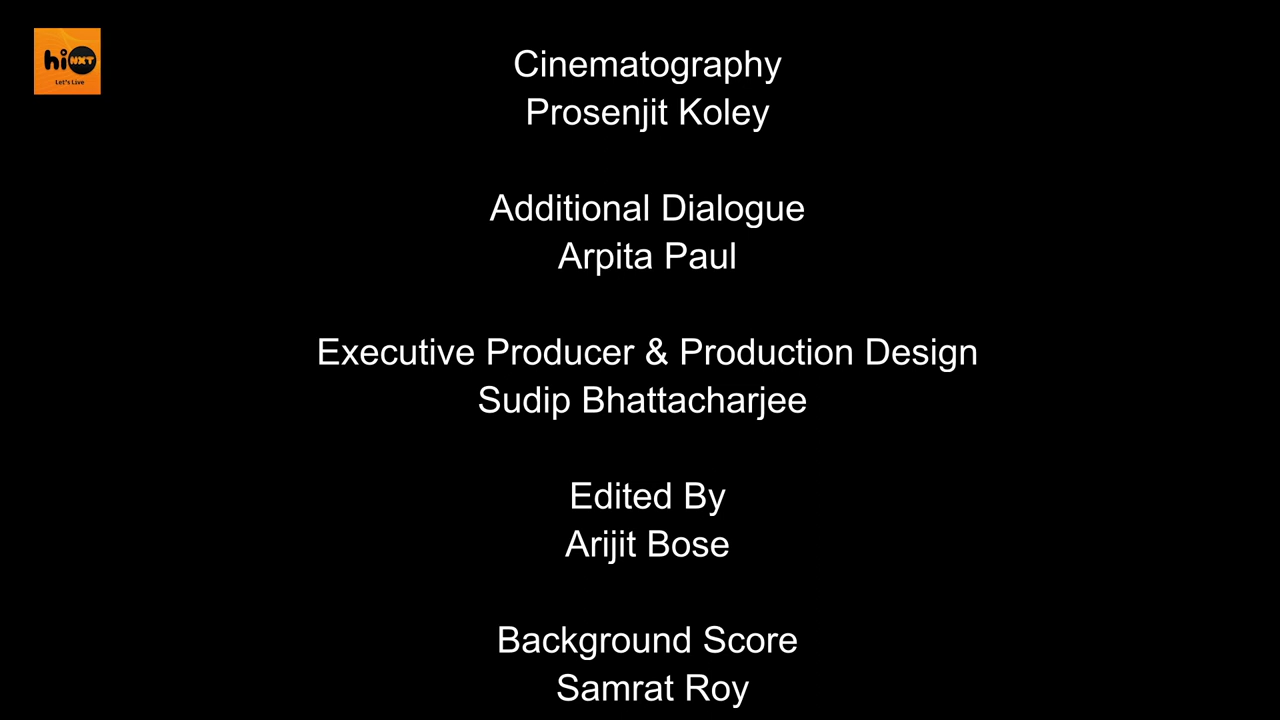 hi NXT
Let's Live
Cinematography
Prosenjit Koley
Additional Dialogue
Arpita Paul
Executive Producer & Production Design
Sudip Bhattacharjee
Edited By
Arijit Bose
Background Score
Samrat Roy